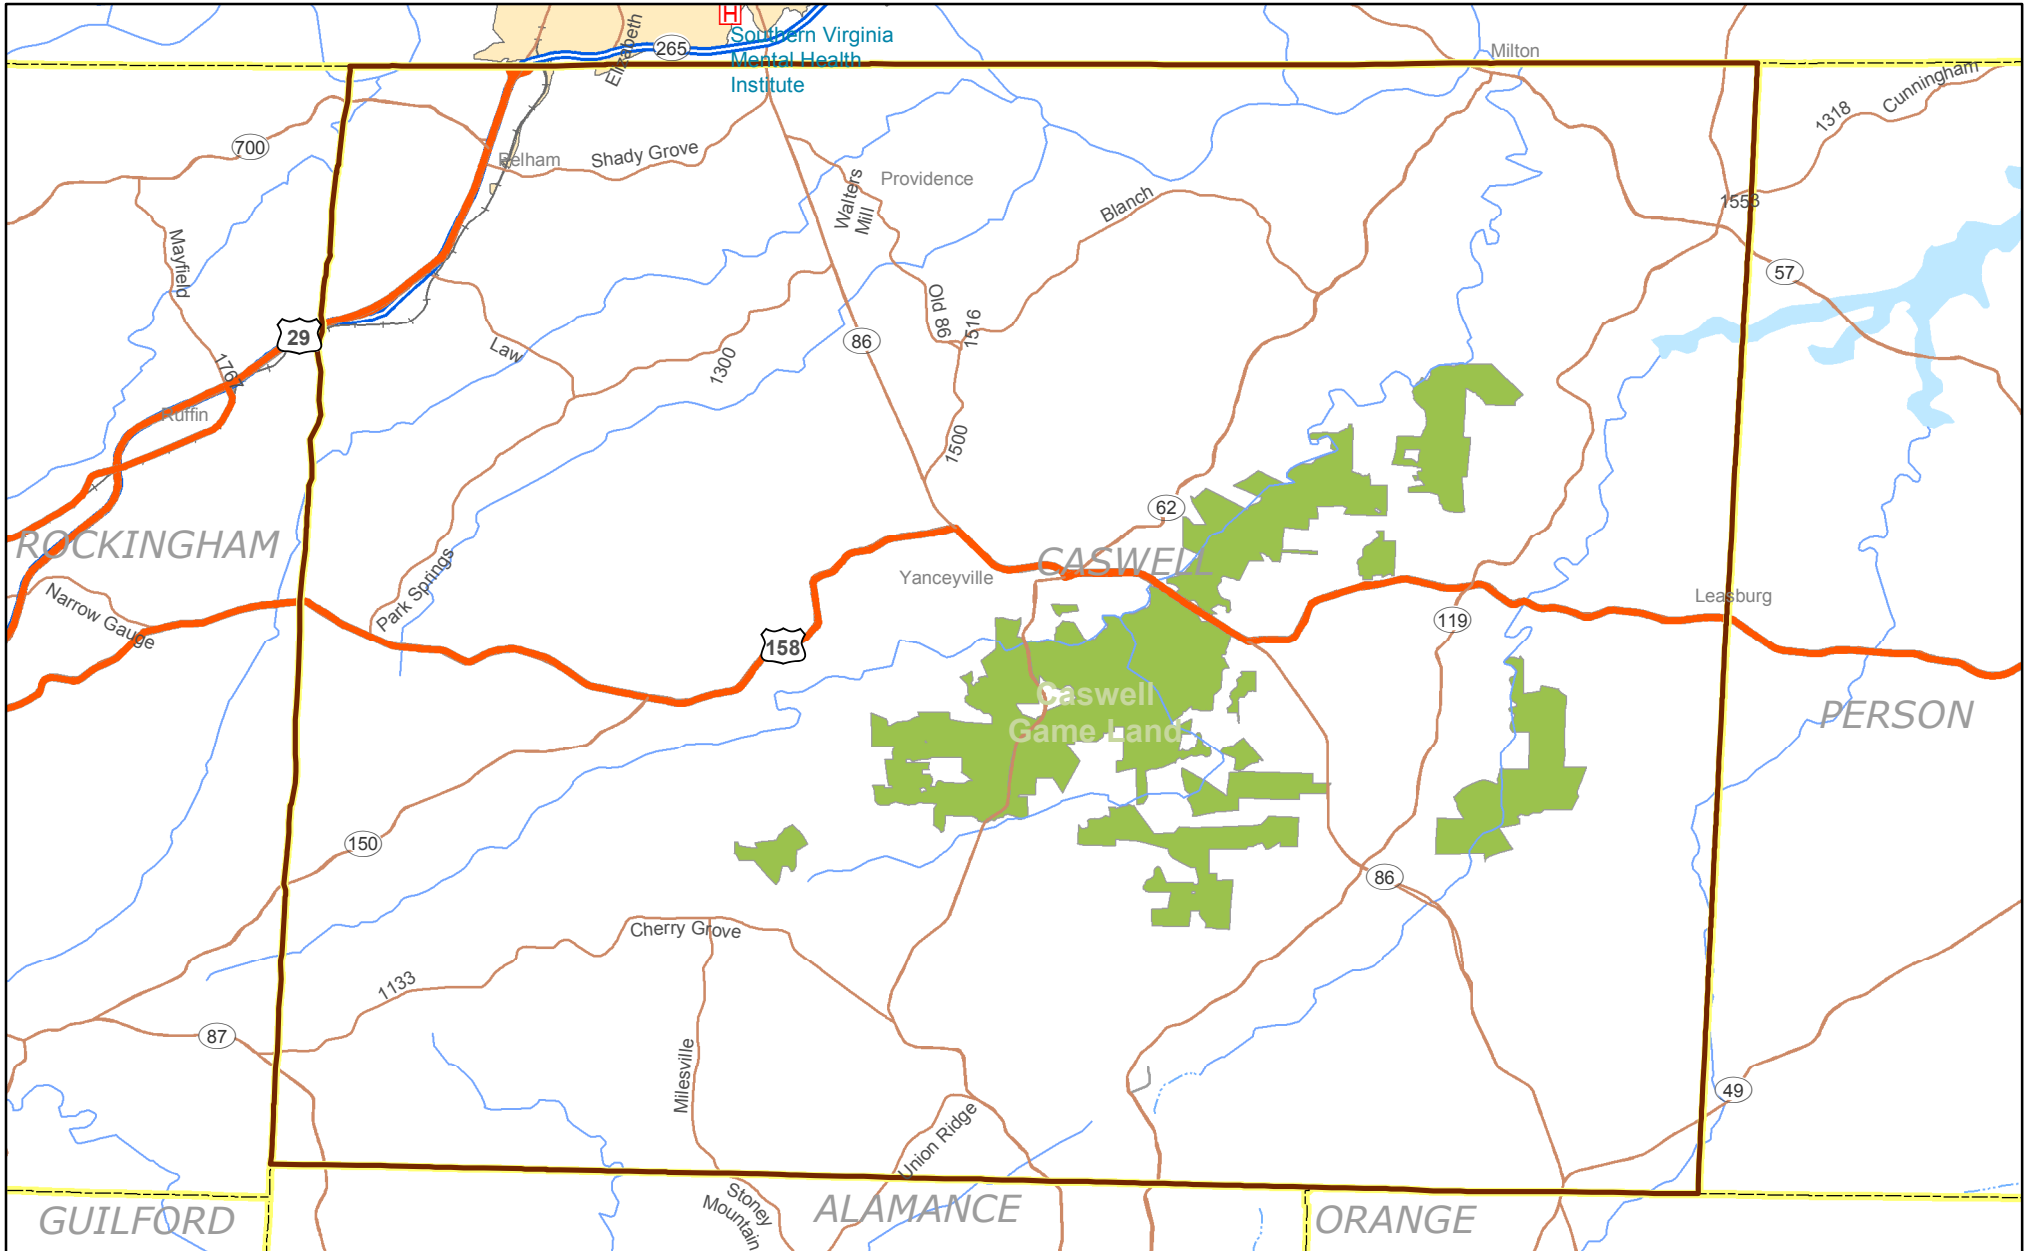 H
Southern Virginia
Mental Health
Institute
Elizabeth
265
Milton
Cunningham
1318
700
Pelham
Shady Grove
Providence
Walters
Mill
Blanch
1553
Mayfield
57
Old 86
1516
29
86
Law
1300
1767
Ruffin
1500
62
ROCKINGHAM
CASWELL
Yanceyville
Narrow Gauge
Park Springs
Leasburg
119
158
Caswell
Game Land
PERSON
150
86
Cherry Grove
1133
87
Milesville
49
Union Ridge
Stoney
Mountain
GUILFORD
ALAMANCE
ORANGE